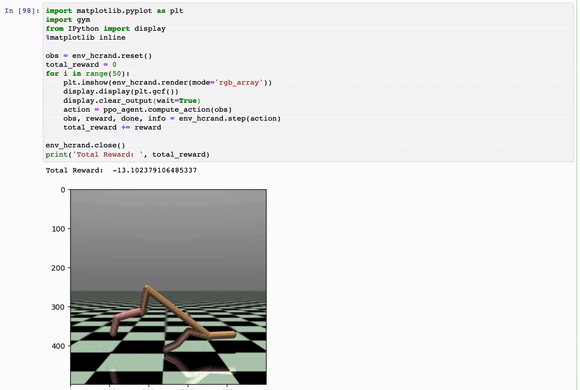 In [98]: import matplotlib.pyplot as plt
import gym
from IPython import display
%matplotlib inline
obs = env_hcrand.reset()
total_reward = 0
for i in range(50):
plt.imshow(env_hcrand.render(mode='rgb_array'))
display.display(plt.gcf())
display.clear_output(wait=True)
action = ppo_agent.compute_action(obs)
obs, reward, done, info = env_hcrand.step(action)
total_reward += reward
env_hcrand.close()
print('Total Reward: ', total_reward)
Total Reward:  -13.102379106485337
0
100
200
300
400